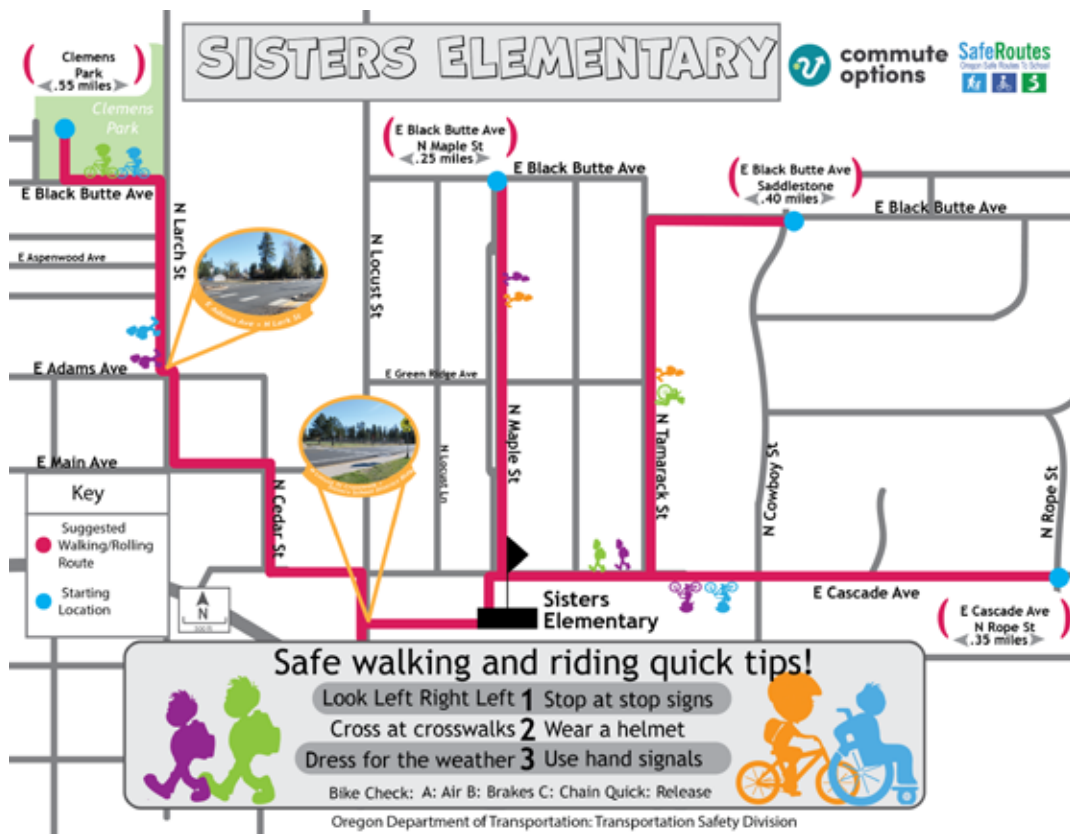 SISTERS ELEMENTARY
commute
options
SafeRoutes
Oregon Safe Routes To School
Clemens
Park
.55 miles
Clemens
Park
E Black Butte Ave
N Maple St
.25 miles
E Black Butte Ave
Saddlestone
.40 miles
E Black Butte Ave
E Black Butte Ave
E Black Butte Ave
N Larch St
N Locust St
E Aspenwood Ave
E Adams Ave
E Green Ridge Ave
N Maple St
N Locust Ln
N Tamarack St
N Cowboy St
N Rope St
E Main Ave
N Cedar St
Key
Suggested
Walking/Rolling
Route
Starting
Location
N
Sisters
Elementary
E Cascade Ave
E Cascade Ave
N Rope St
.35 miles
Safe walking and riding quick tips!
Look Left Right Left 1 Stop at stop signs
Cross at crosswalks 2 Wear a helmet
Dress for the weather 3 Use hand signals
Bike Check: A: Air B: Brakes C: Chain Quick: Release
Oregon Department of Transportation: Transportation Safety Division